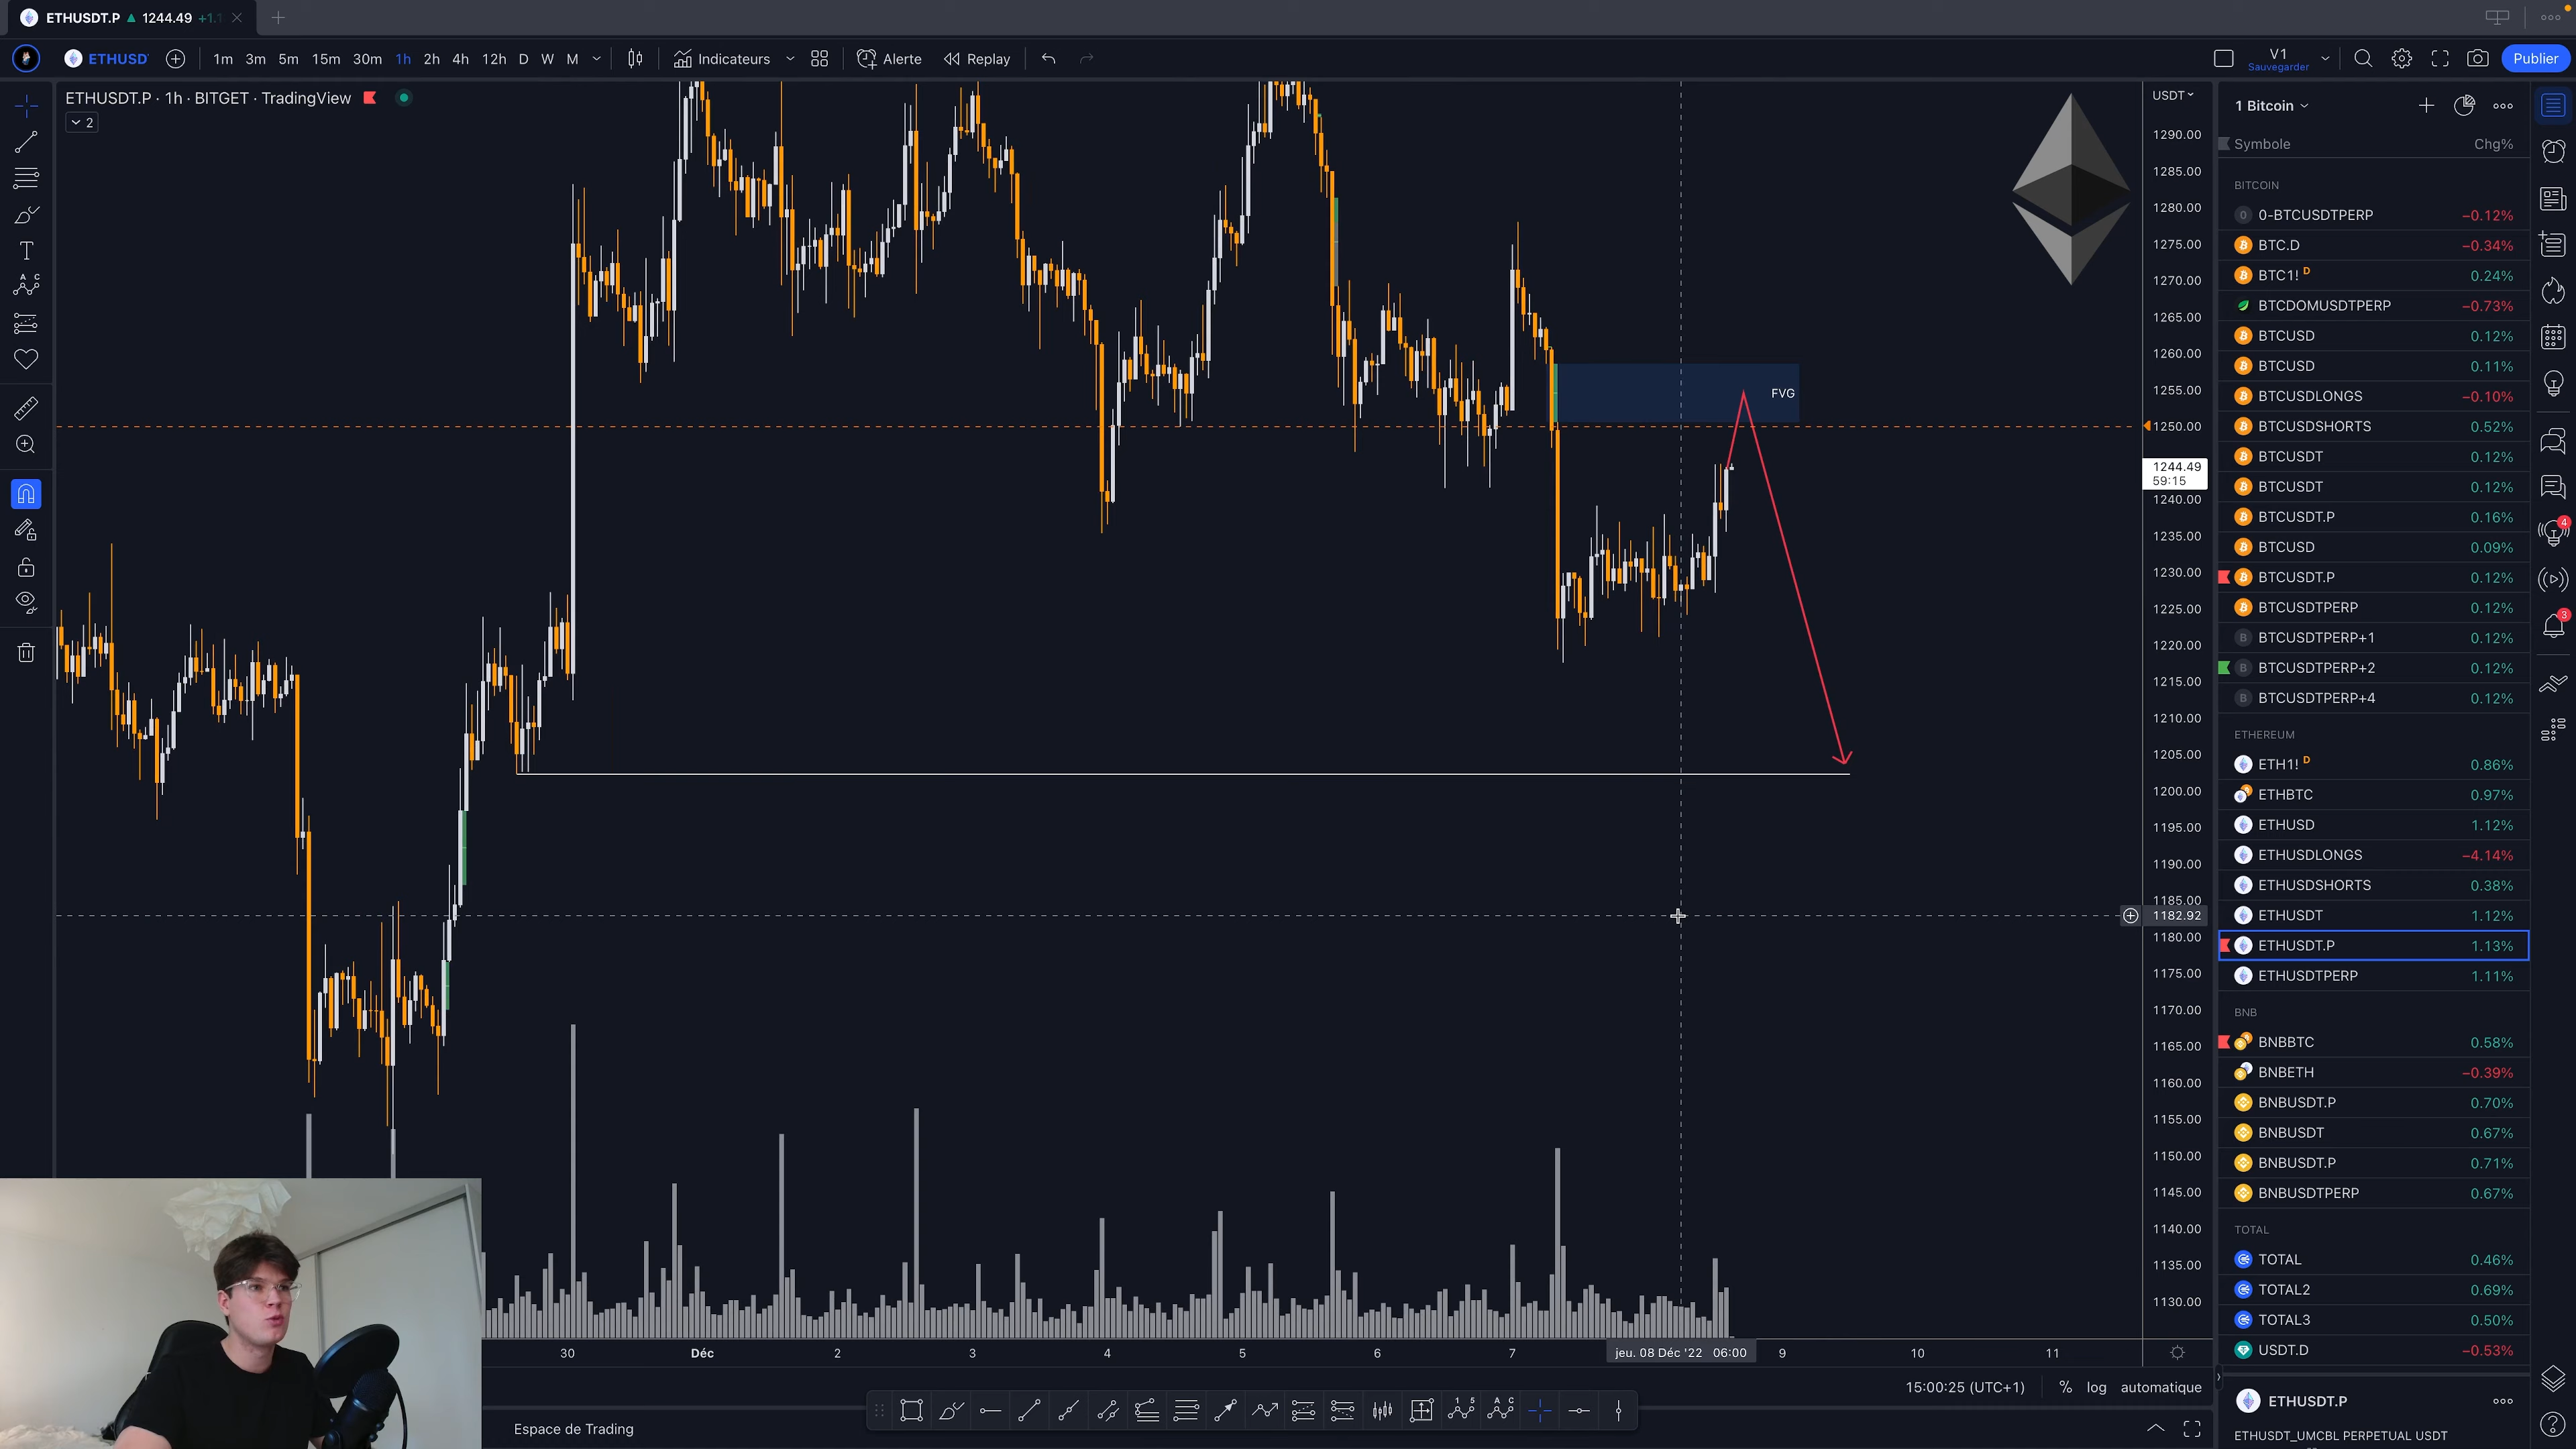 ETHUSDT.P ▲ 1244.49 +1.1
ETHUSD
1m 3m 5m 15m 30m 1h 2h 4h 12h D W M
Indicateurs
Alerte
Replay
V1
Sauvegarder
Publier
ETHUSDT.P · 1h · BITGET · TradingView
2
USDT
1290.00
1285.00
1280.00
1275.00
1270.00
1265.00
1260.00
1255.00
1250.00
1244.49
59:15
1240.00
1235.00
1230.00
1225.00
1220.00
1215.00
1210.00
1205.00
1200.00
1195.00
1190.00
1185.00
1182.92
1180.00
1175.00
1170.00
1165.00
1160.00
1155.00
1150.00
1145.00
1140.00
1135.00
1130.00
FVG
30 Déc 2 3 4 5 6 7 jeu. 08 Déc '22 06:00 9 10 11
15:00:25 (UTC+1) % log automatique
Espace de Trading
1 Bitcoin
Symbole Chg%
BITCOIN
0-BTCUSDTPERP −0.12%
BTC.D −0.34%
BTC1! D 0.24%
BTCDOMUSDTPERP −0.73%
BTCUSD 0.12%
BTCUSD 0.11%
BTCUSDLONGS −0.10%
BTCUSDSHORTS 0.52%
BTCUSDT 0.12%
BTCUSDT 0.12%
BTCUSDT.P 0.16%
BTCUSD 0.09%
BTCUSDT.P 0.12%
BTCUSDTPERP 0.12%
BTCUSDTPERP+1 0.12%
BTCUSDTPERP+2 0.12%
BTCUSDTPERP+4 0.12%
ETHEREUM
ETH1! D 0.86%
ETHBTC 0.97%
ETHUSD 1.12%
ETHUSDLONGS −4.14%
ETHUSDSHORTS 0.38%
ETHUSDT 1.12%
ETHUSDT.P 1.13%
ETHUSDTPERP 1.11%
BNB
BNBBTC 0.58%
BNBETH −0.39%
BNBUSDT.P 0.70%
BNBUSDT 0.67%
BNBUSDT.P 0.71%
BNBUSDTPERP 0.67%
TOTAL
TOTAL 0.46%
TOTAL2 0.69%
TOTAL3 0.50%
USDT.D −0.53%
ETHUSDT.P
ETHUSDT_UMCBL PERPETUAL USDT
4
3